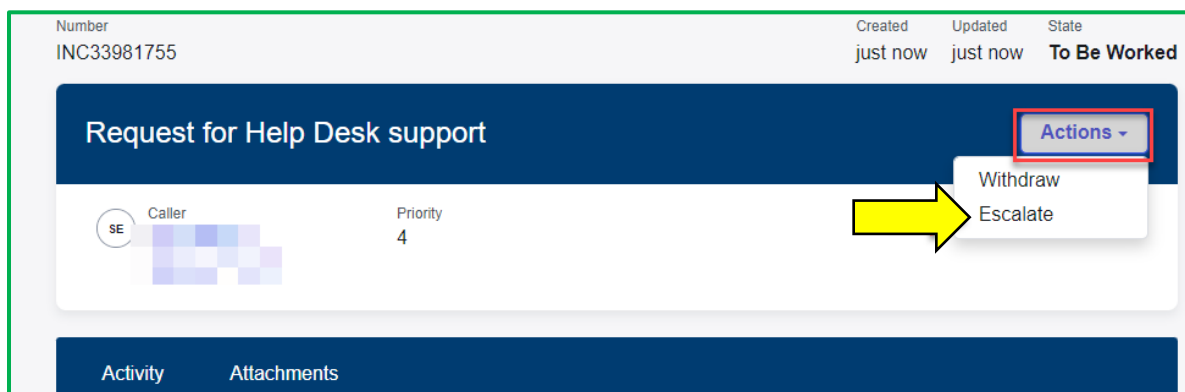 Number
INC33981755
Created
just now
Updated
just now
State
To Be Worked
Request for Help Desk support
Actions
Withdraw
Escalate
SE
Caller
Priority
4
Activity
Attachments